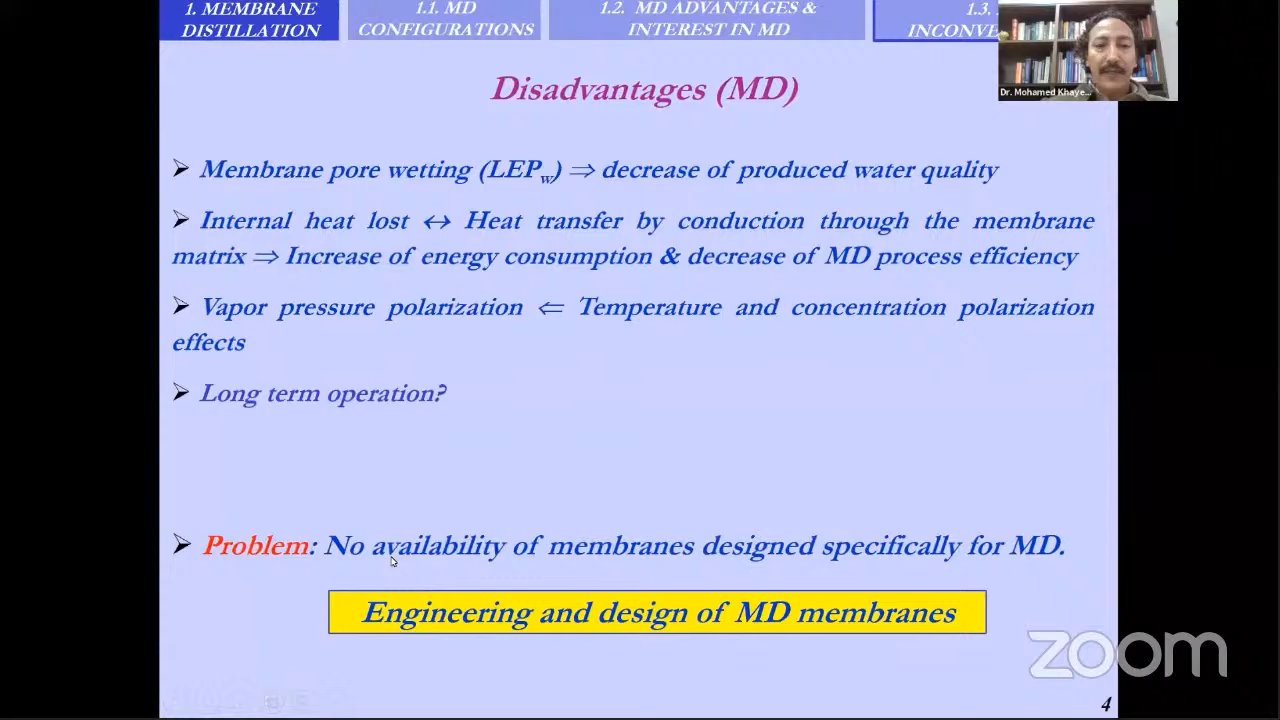 1. MEMBRANE
DISTILLATION
1.1. MD
CONFIGURATIONS
1.2. MD ADVANTAGES &
INTEREST IN MD
1.3.
Dr. Mohamed Khaye...
Disadvantages (MD)
➢ Membrane pore wetting (LEPw) ⇒ decrease of produced water quality
➢ Internal heat lost ↔ Heat transfer by conduction through the membrane
matrix ⇒ Increase of energy consumption & decrease of MD process efficiency
➢ Vapor pressure polarization ⇐ Temperature and concentration polarization
effects
➢ Long term operation?
➢ Problem: No availability of membranes designed specifically for MD.
Engineering and design of MD membranes
zoom
4